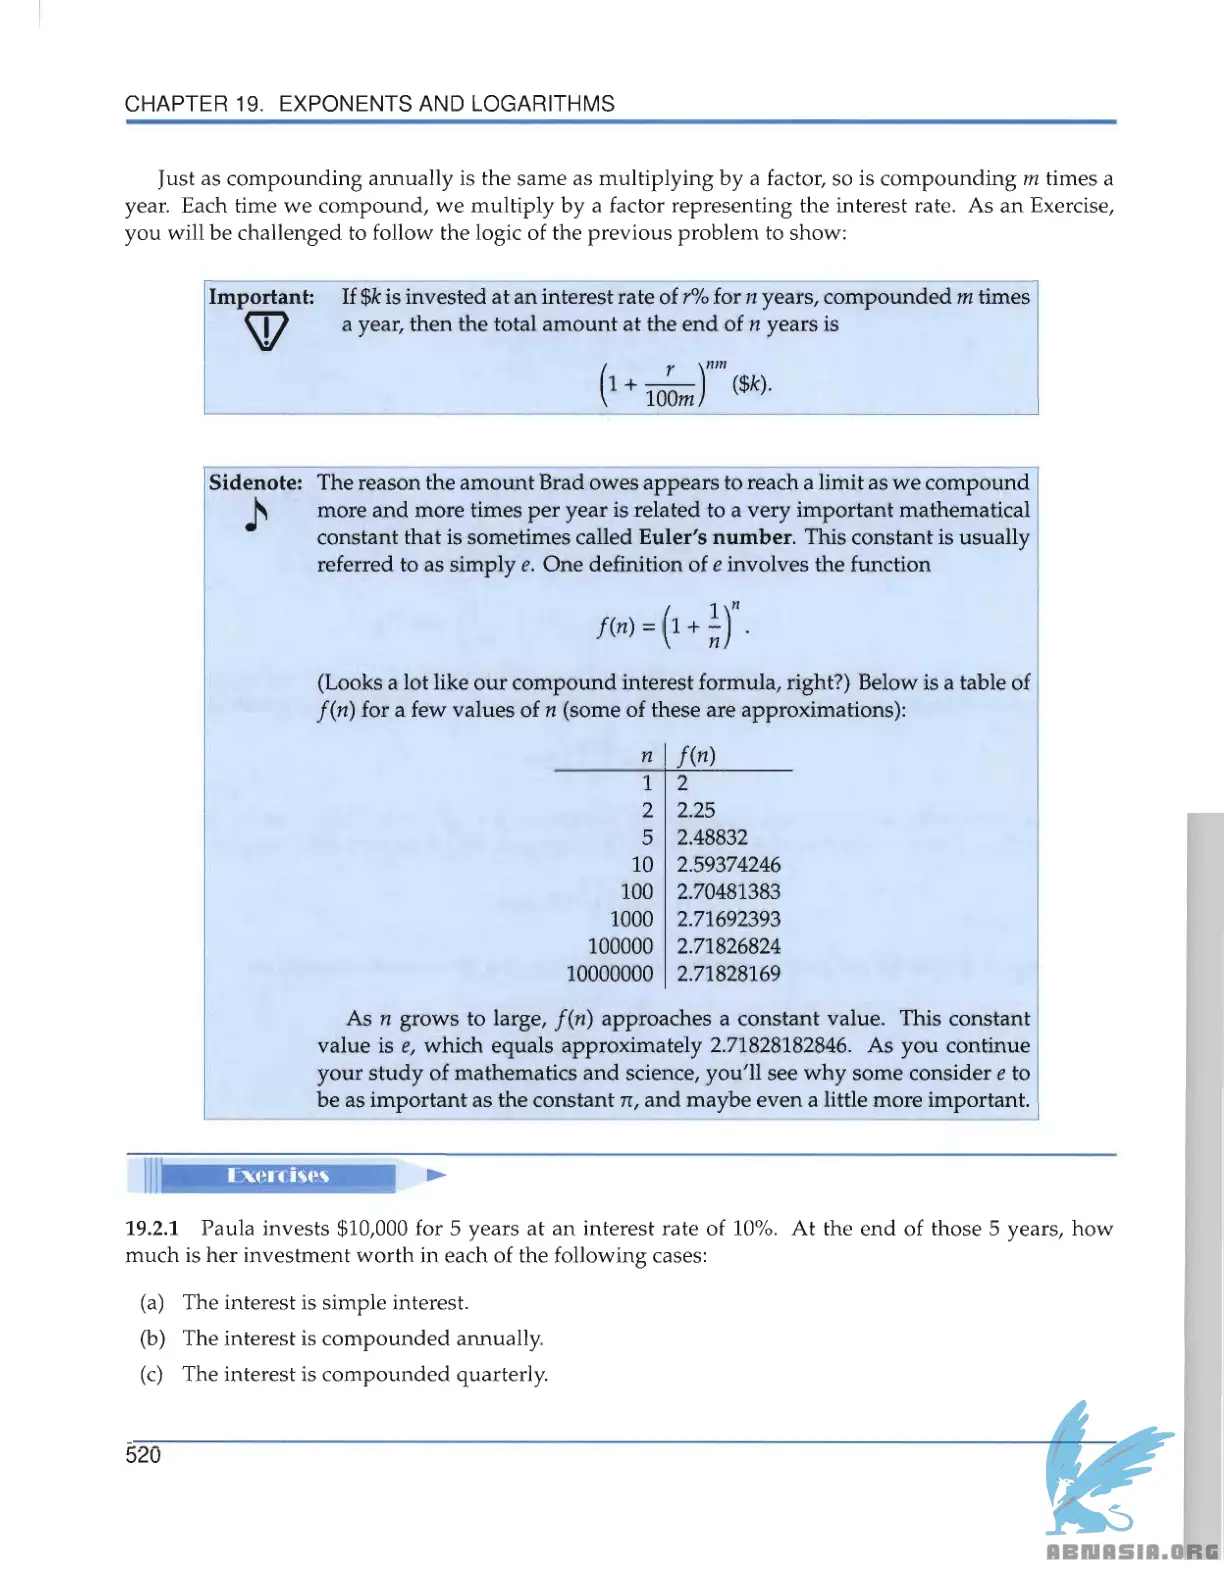 CHAPTER 19. EXPONENTS AND LOGARITHMS
Just as compounding annually is the same as multiplying by a factor, so is compounding m times a
year. Each time we compound, we multiply by a factor representing the interest rate. As an Exercise,
you will be challenged to follow the logic of the previous problem to show:
Important: If $k is invested at an interest rate of r% for n years, compounded m times
a year, then the total amount at the end of n years is
(1 + r/100m)^nm ($k).
Sidenote: The reason the amount Brad owes appears to reach a limit as we compound
more and more times per year is related to a very important mathematical
constant that is sometimes called Euler's number. This constant is usually
referred to as simply e. One definition of e involves the function
f(n) = (1 + 1/n)^n.
(Looks a lot like our compound interest formula, right?) Below is a table of
f(n) for a few values of n (some of these are approximations):
n f(n)
1 2
2 2.25
5 2.48832
10 2.59374246
100 2.70481383
1000 2.71692393
100000 2.71826824
10000000 2.71828169
As n grows to large, f(n) approaches a constant value. This constant
value is e, which equals approximately 2.71828182846. As you continue
your study of mathematics and science, you'll see why some consider e to
be as important as the constant π, and maybe even a little more important.
Exercises
19.2.1 Paula invests $10,000 for 5 years at an interest rate of 10%. At the end of those 5 years, how
much is her investment worth in each of the following cases:
(a) The interest is simple interest.
(b) The interest is compounded annually.
(c) The interest is compounded quarterly.
520
ABNASIA.ORG